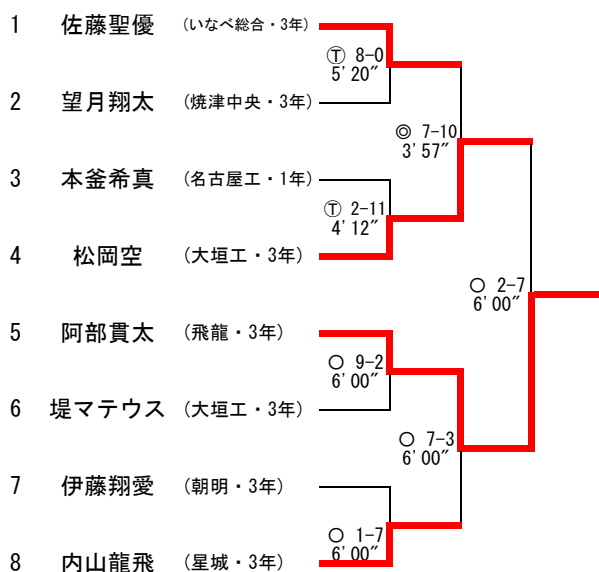 1 佐藤聖優 (いなべ総合・3年)
Ⓣ 8-0
5'20″
2 望月翔太 (焼津中央・3年)
◎ 7-10
3'57″
3 本釜希真 (名古屋工・1年)
Ⓣ 2-11
4'12″
4 松岡空 (大垣工・3年)
○ 2-7
6'00″
5 阿部貫太 (飛龍・3年)
○ 9-2
6'00″
6 堤マテウス (大垣工・3年)
○ 7-3
6'00″
7 伊藤翔愛 (朝明・3年)
○ 1-7
6'00″
8 内山龍飛 (星城・3年)